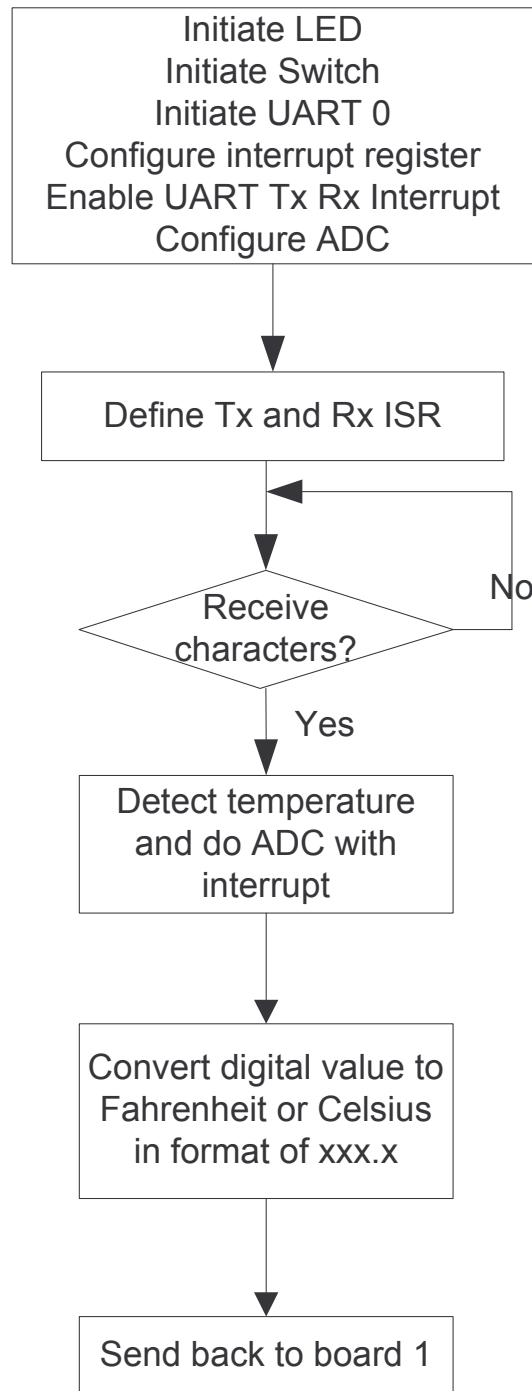 Initiate LED
Initiate Switch
Initiate UART 0
Configure interrupt register
Enable UART Tx Rx Interrupt
Configure ADC
Define Tx and Rx ISR
No
Receive
characters?
Yes
Detect temperature
and do ADC with
interrupt
Convert digital value to
Fahrenheit or Celsius
in format of xxx.x
Send back to board 1